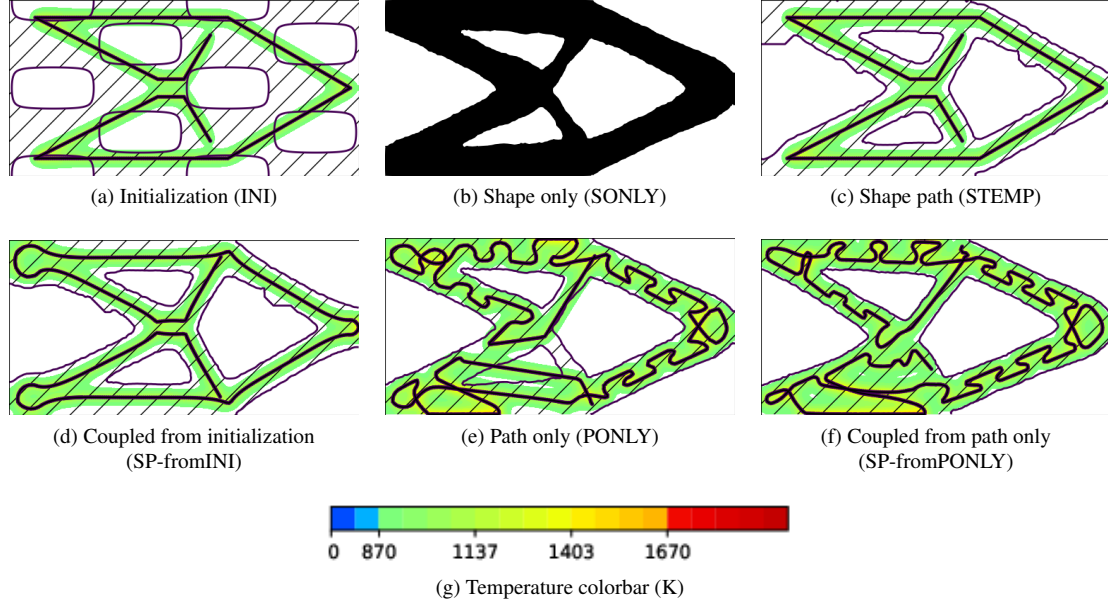 (a) Initialization (INI)
(b) Shape only (SONLY)
(c) Shape path (STEMP)
(d) Coupled from initialization
(SP-fromINI)
(e) Path only (PONLY)
(f) Coupled from path only
(SP-fromPONLY)
0 870 1137 1403 1670
(g) Temperature colorbar (K)